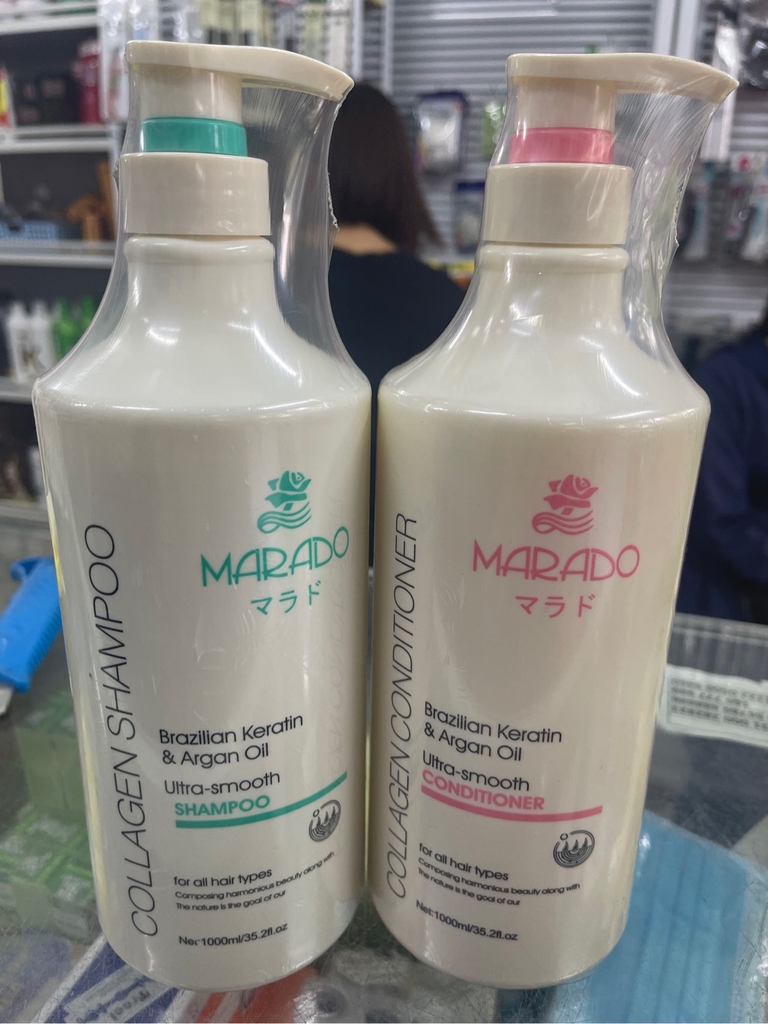 COLLAGEN SHAMPOO
MARADO
マラド
Brazilian Keratin
& Argan Oil
Ultra-smooth
SHAMPOO
for all hair types
Composing harmonious beauty along with
The nature is the goal of our
Net:1000ml/35.2fl.oz
COLLAGEN CONDITIONER
MARADO
マラド
Brazilian Keratin
& Argan Oil
Ultra-smooth
CONDITIONER
for all hair types
Composing harmonious beauty along with
The nature is the goal of our
Net:1000ml/35.2fl.oz